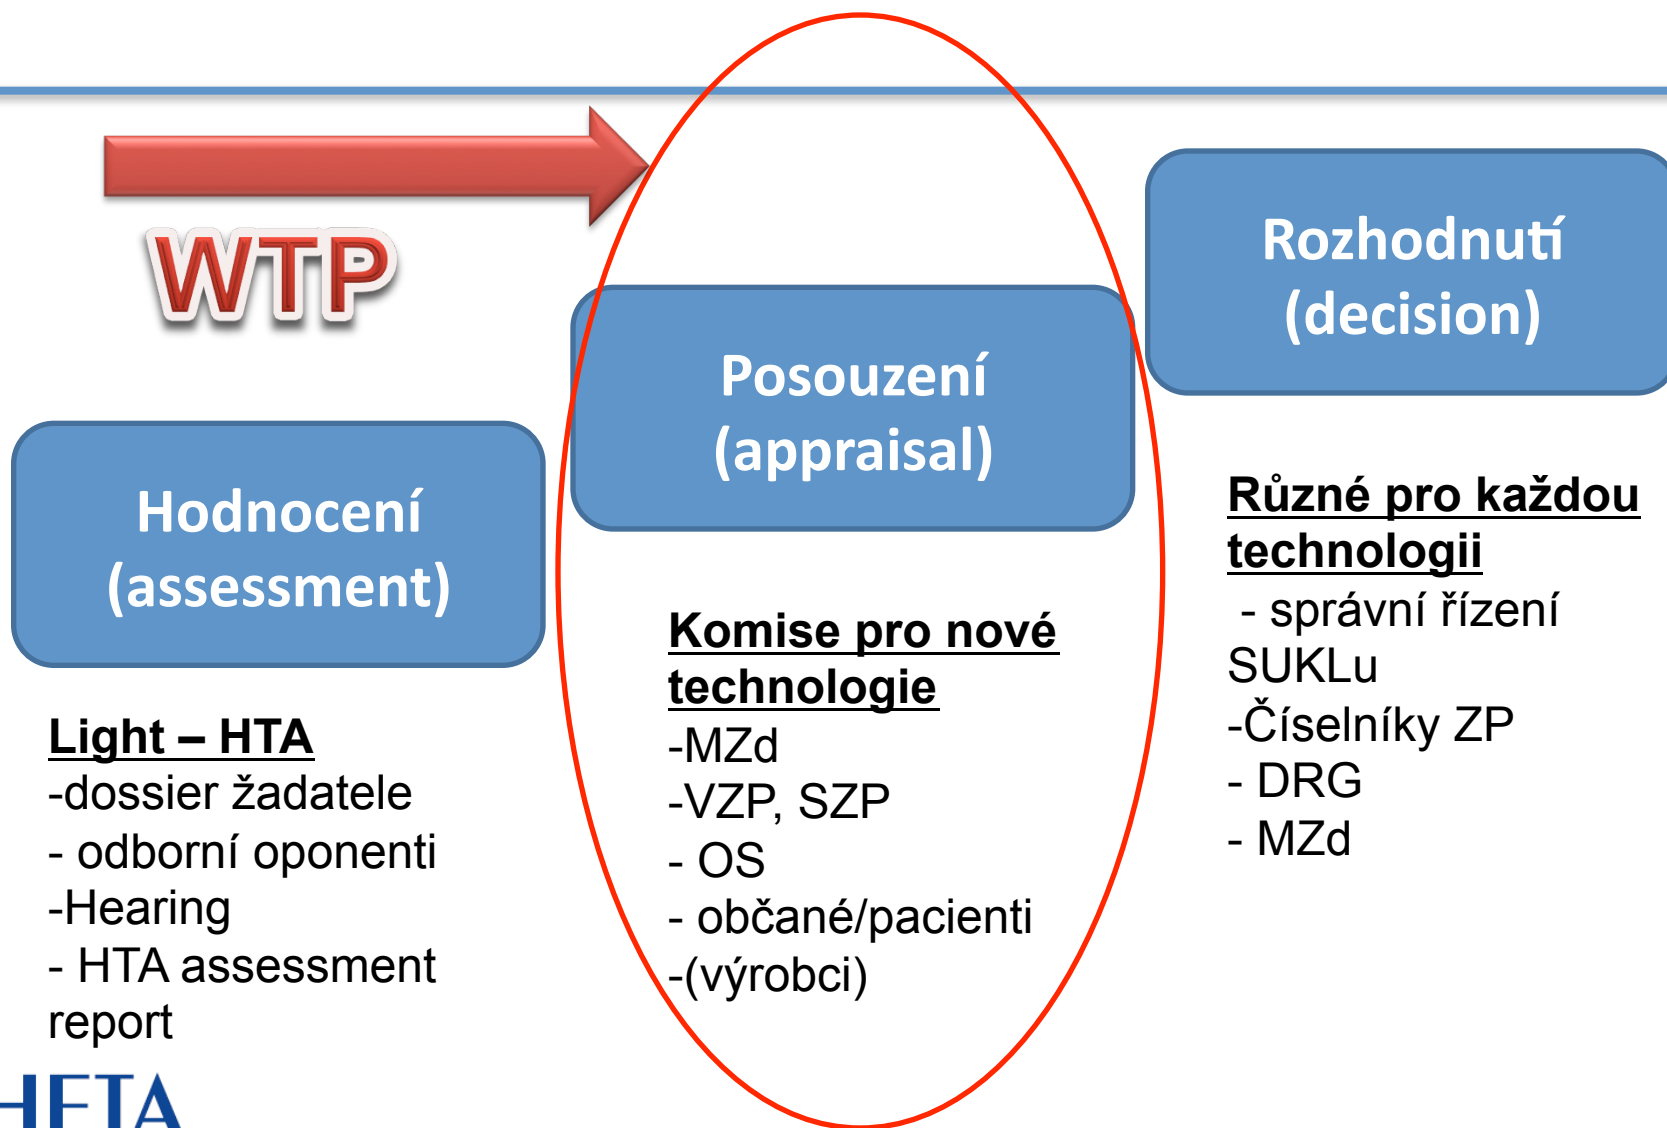 WTP
Hodnocení
(assessment)
Light – HTA
-dossier žadatele
- odborní oponenti
-Hearing
- HTA assessment
report
Posouzení
(appraisal)
Komise pro nové
technologie
-MZd
-VZP, SZP
- OS
- občané/pacienti
-(výrobci)
Rozhodnutí
(decision)
Různé pro každou
technologii
- správní řízení
SUKLu
-Číselníky ZP
- DRG
- MZd